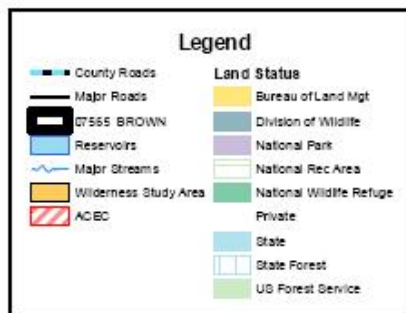 Legend
County Roads
Major Roads
07565 BROWN
Reservoirs
Major Streams
Wilderness Study Area
ACEC
Land Status
Bureau of Land Mgt
Division of Wildlife
National Park
National Rec Area
National Wildlife Refuge
Private
State
State Forest
US Forest Service